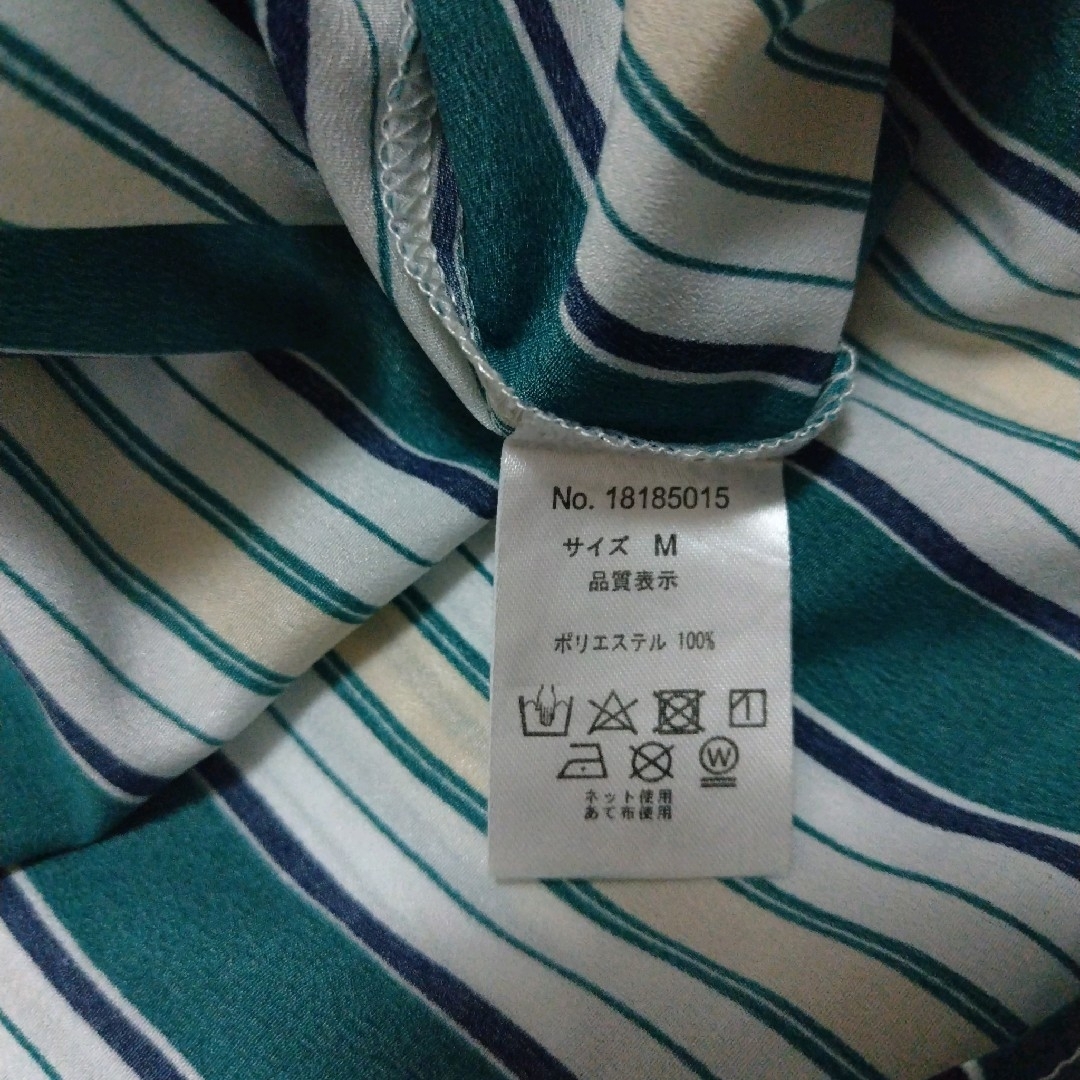 No. 18185015
サイズ M
品質表示
ポリエステル 100%
W
ネット使用
あて布使用